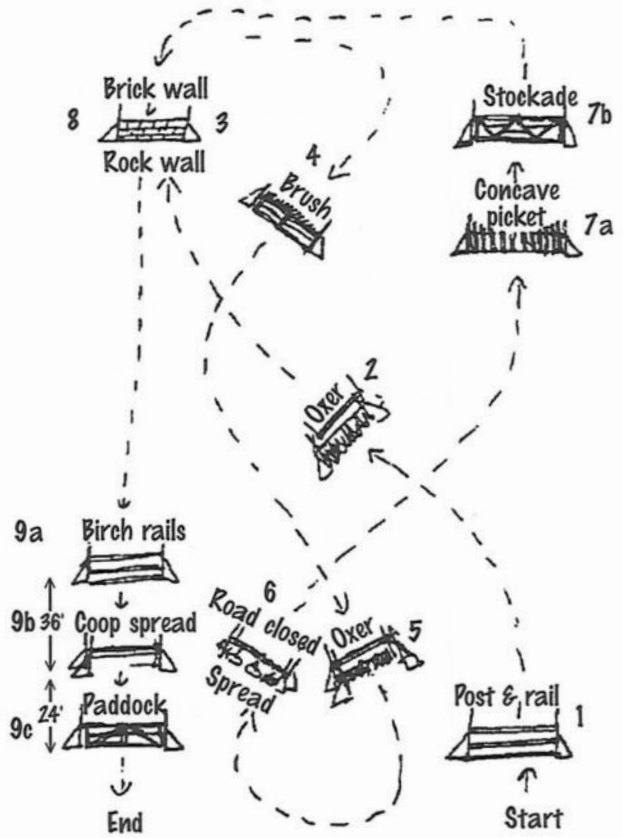 Brick wall
8
3
Rock wall
4
Brush
Stockade
7b
Concave
picket
7a
Oxer
2
9a
Birch rails
9b 36'
Coop spread
24'
9c
Paddock
End
6
Road closed
Spread
Oxer
5
Post & rail
1
Start